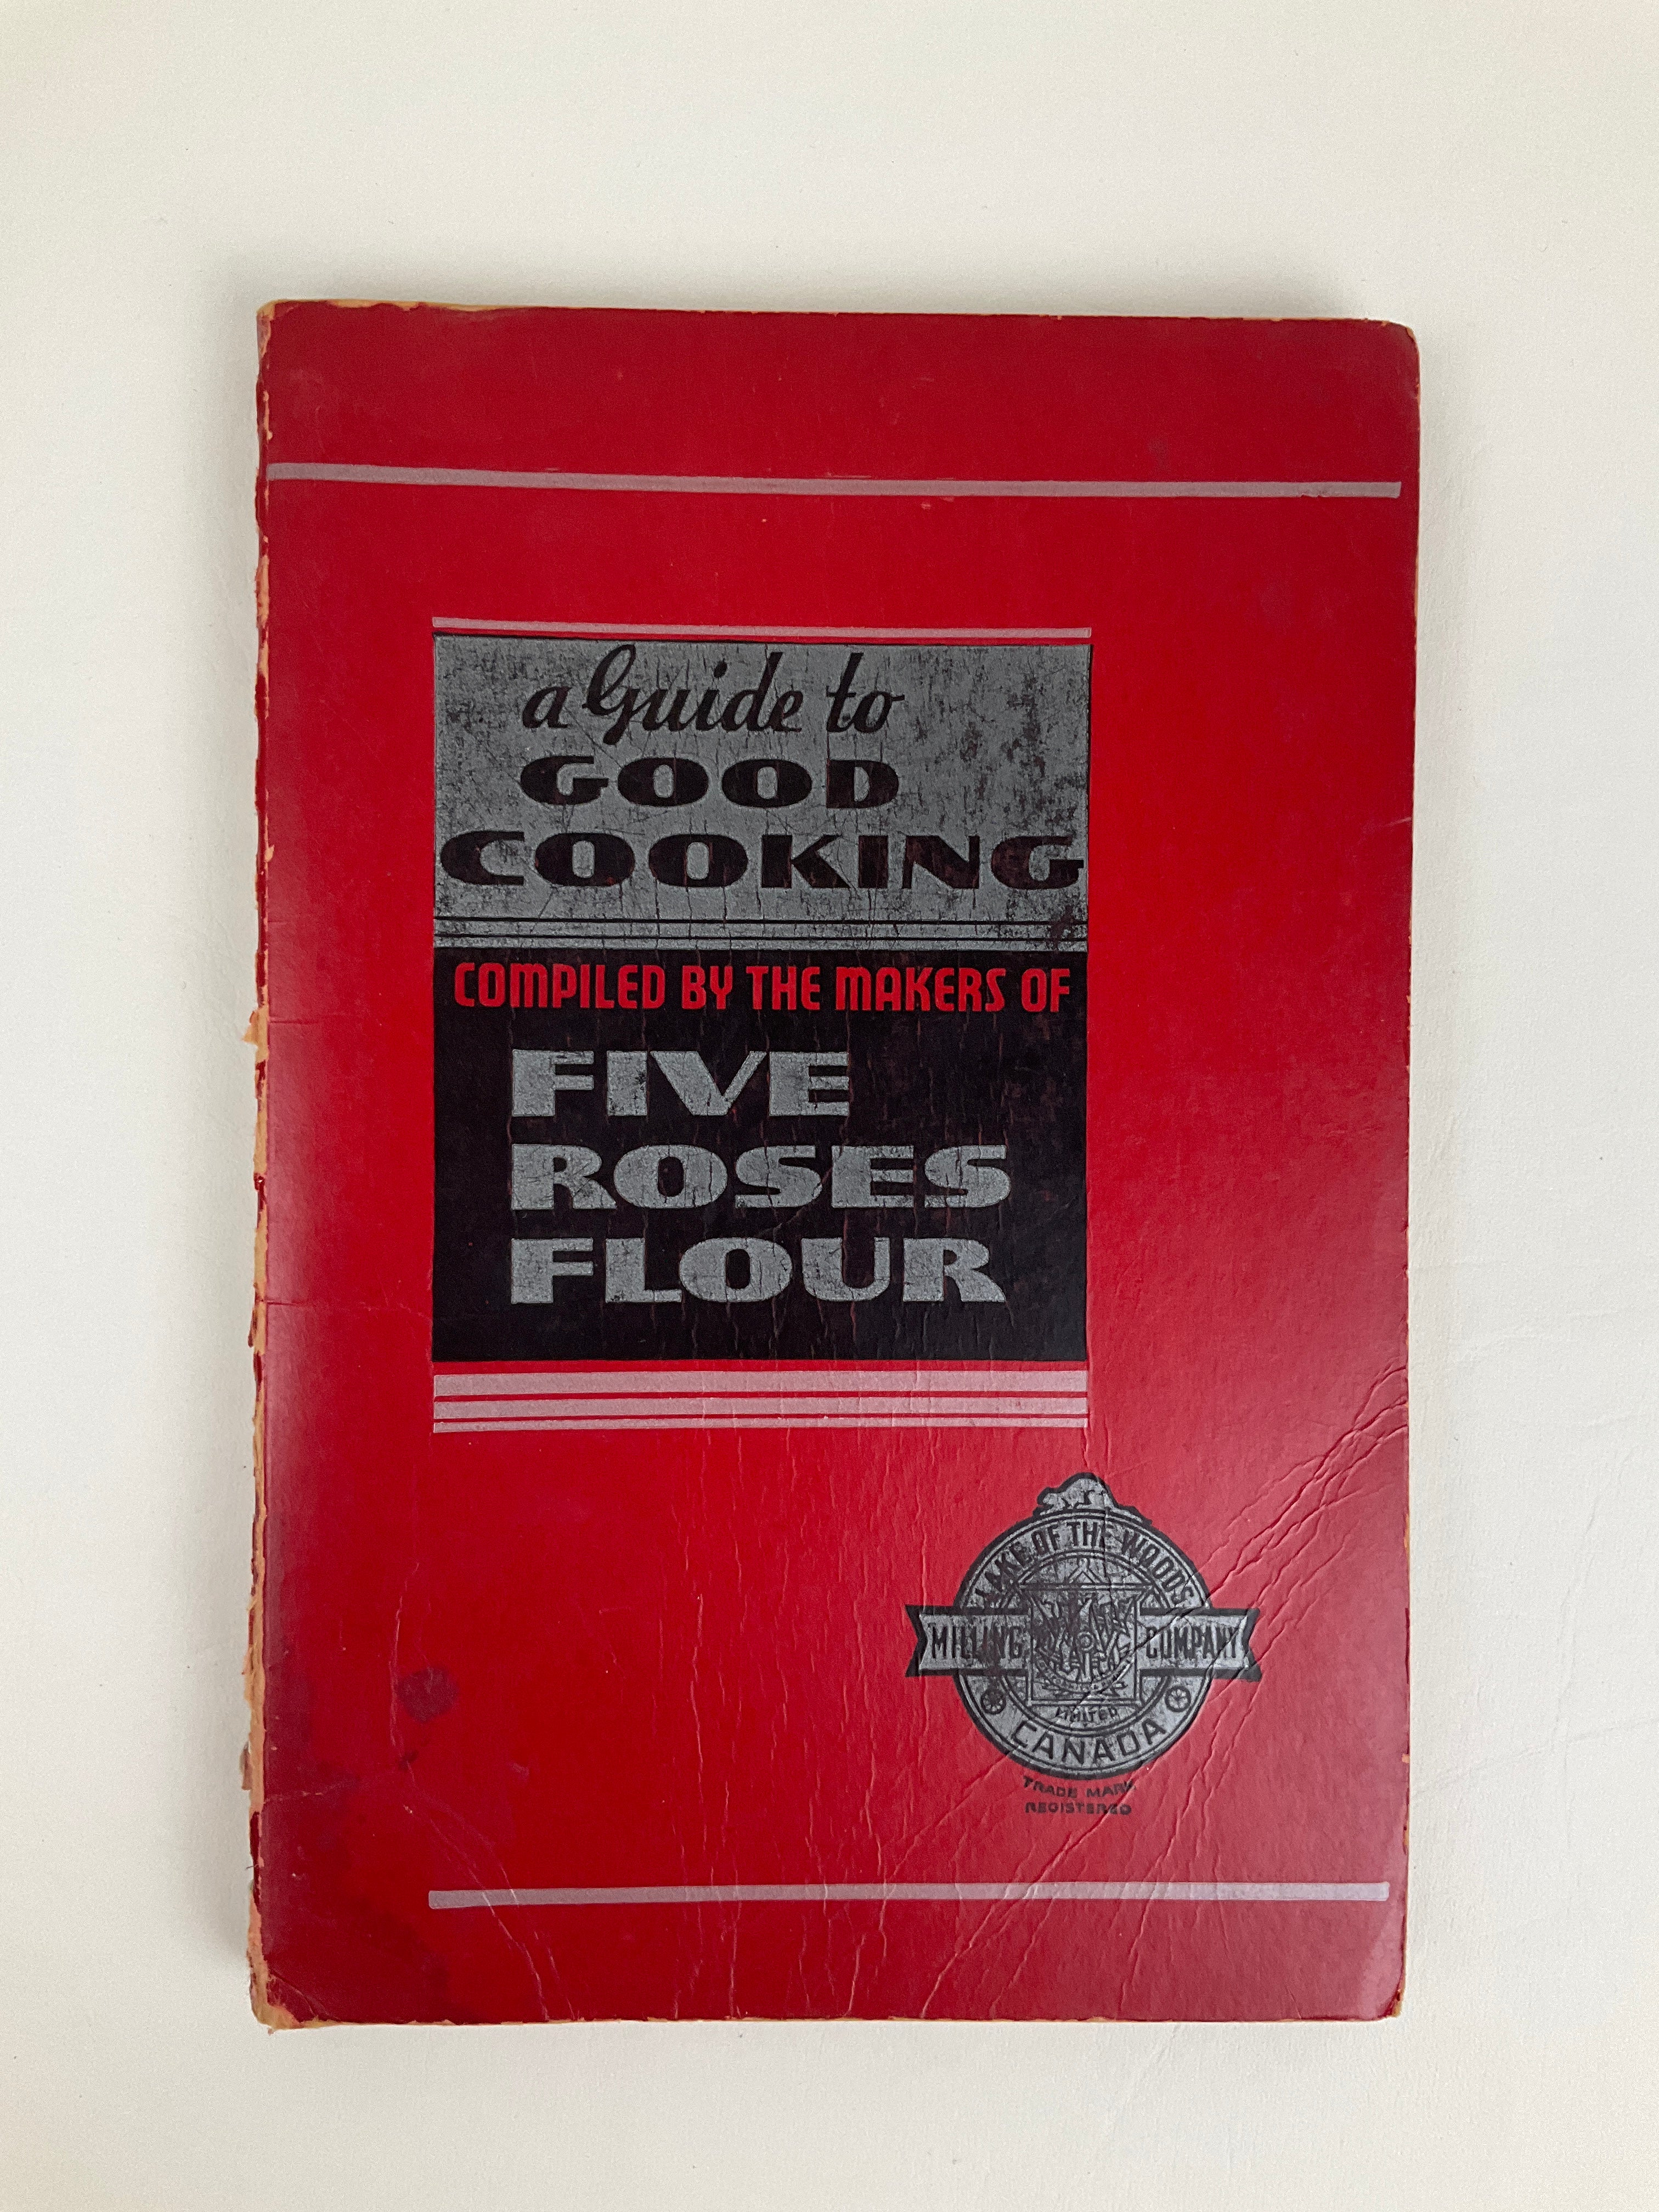 a Guide to
GOOD
COOKING
COMPILED BY THE MAKERS OF
FIVE
ROSES
FLOUR
LAKE OF THE WOODS
MILLING COMPANY
LIMITED
CANADA
TRADE MARK
REGISTERED